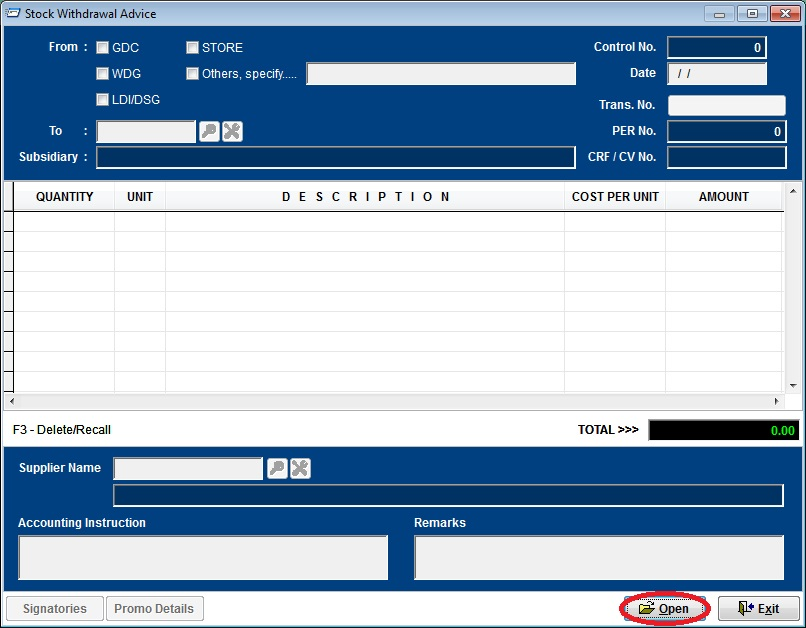 Stock Withdrawal Advice
From : GDC STORE Control No. 0
WDG Others, specify..... Date / /
LDI/DSG Trans. No.
To : PER No. 0
Subsidiary : CRF / CV No.
QUANTITY UNIT D E S C R I P T I O N COST PER UNIT AMOUNT
F3 - Delete/Recall TOTAL >>> 0.00
Supplier Name
Accounting Instruction Remarks
Signatories Promo Details Open Exit